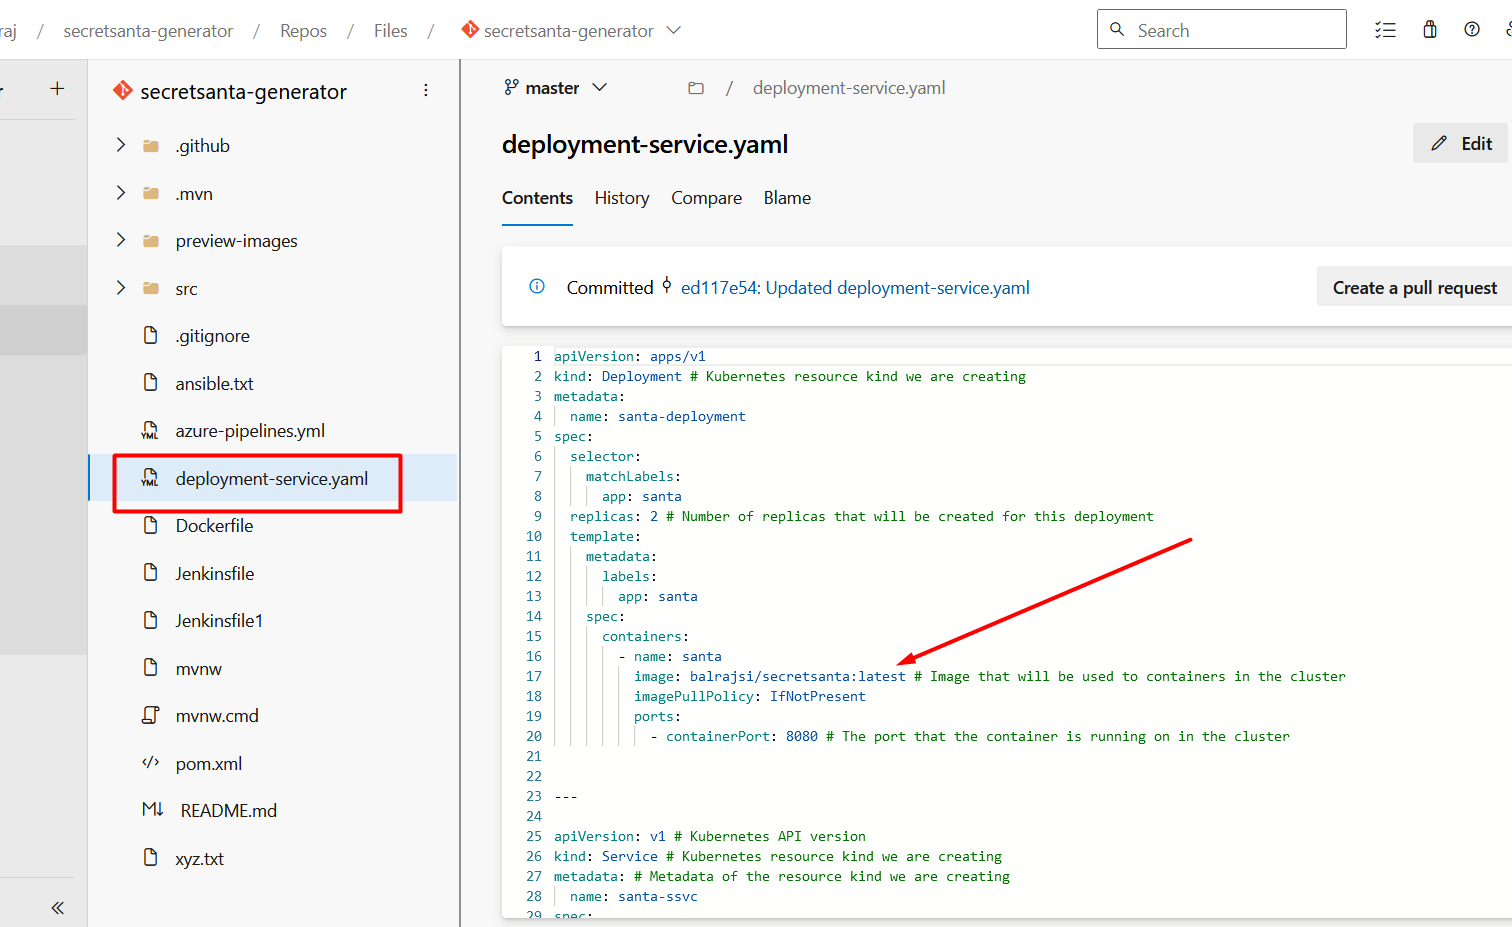 raj / secretsanta-generator / Repos / Files / secretsanta-generator
Search
secretsanta-generator
.github
.mvn
preview-images
src
.gitignore
ansible.txt
azure-pipelines.yml
YML deployment-service.yaml
Dockerfile
Jenkinsfile
Jenkinsfile1
mvnw
mvnw.cmd
pom.xml
README.md
xyz.txt
master
/ deployment-service.yaml
deployment-service.yaml
Edit
Contents History Compare Blame
Committed ed117e54: Updated deployment-service.yaml
Create a pull request
1 apiVersion: apps/v1
2 kind: Deployment # Kubernetes resource kind we are creating
3 metadata:
4 name: santa-deployment
5 spec:
6 selector:
7 matchLabels:
8 app: santa
9 replicas: 2 # Number of replicas that will be created for this deployment
10 template:
11 metadata:
12 labels:
13 app: santa
14 spec:
15 containers:
16 - name: santa
17 image: balrajsi/secretsanta:latest # Image that will be used to containers in the cluster
18 imagePullPolicy: IfNotPresent
19 ports:
20 - containerPort: 8080 # The port that the container is running on in the cluster
21
22
23 ---
24
25 apiVersion: v1 # Kubernetes API version
26 kind: Service # Kubernetes resource kind we are creating
27 metadata: # Metadata of the resource kind we are creating
28 name: santa-ssvc
29 spec: